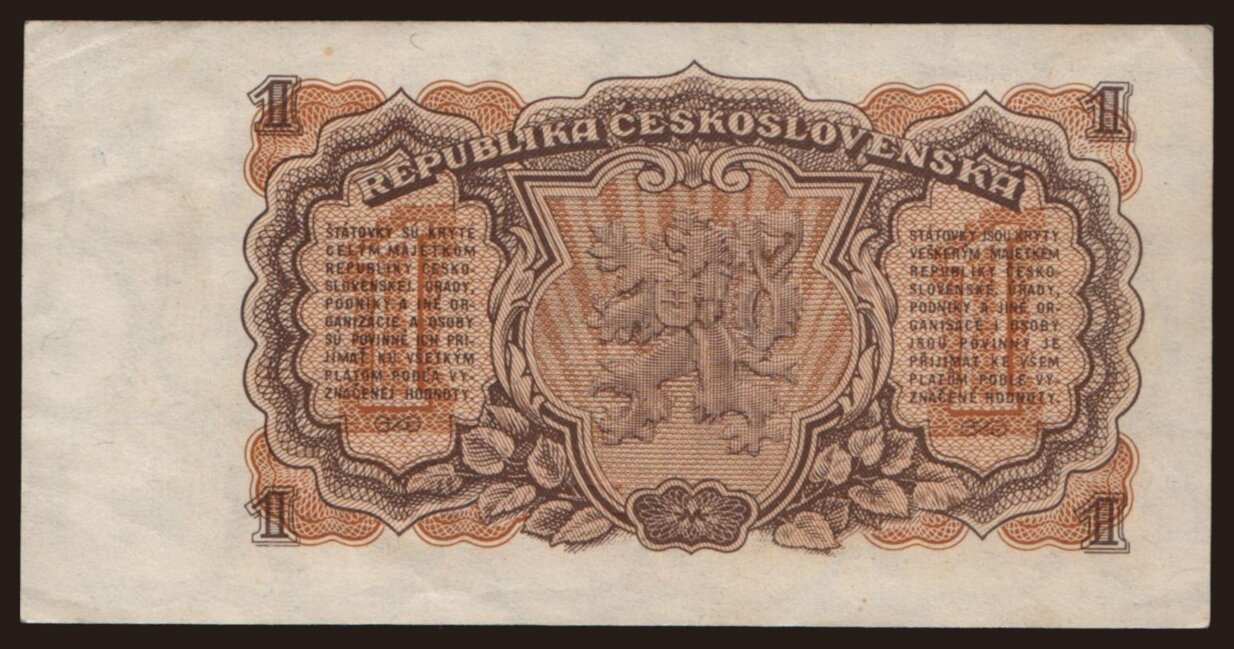 1 1
REPUBLIKA ČESKOSLOVENSKÁ
ŠTÁTOVKY SÚ KRYTÉ
CELÝM MAJETKOM
REPUBLIKY ČESKO-
SLOVENSKEJ. ÚRADY,
PODNIKY A INÉ OR-
GANIZÁCIE A OSOBY
SÚ POVINNÉ ICH PRI-
JÍMAŤ KU VŠETKÝM
PLATOM PODĽA VY-
ZNAČENEJ HODNOTY.
1
STÁTOVKY JSOU KRYTY
VEŠKERÝM MAJETKEM
REPUBLIKY ČESKO-
SLOVENSKÉ. ÚŘADY,
PODNIKY A JINÉ OR-
GANISACE I OSOBY
JSOU POVINNY JE
PŘIJÍMAT KE VŠEM
PLATŮM PODLE VY-
ZNAČENÉ HODNOTY.
1
1 1